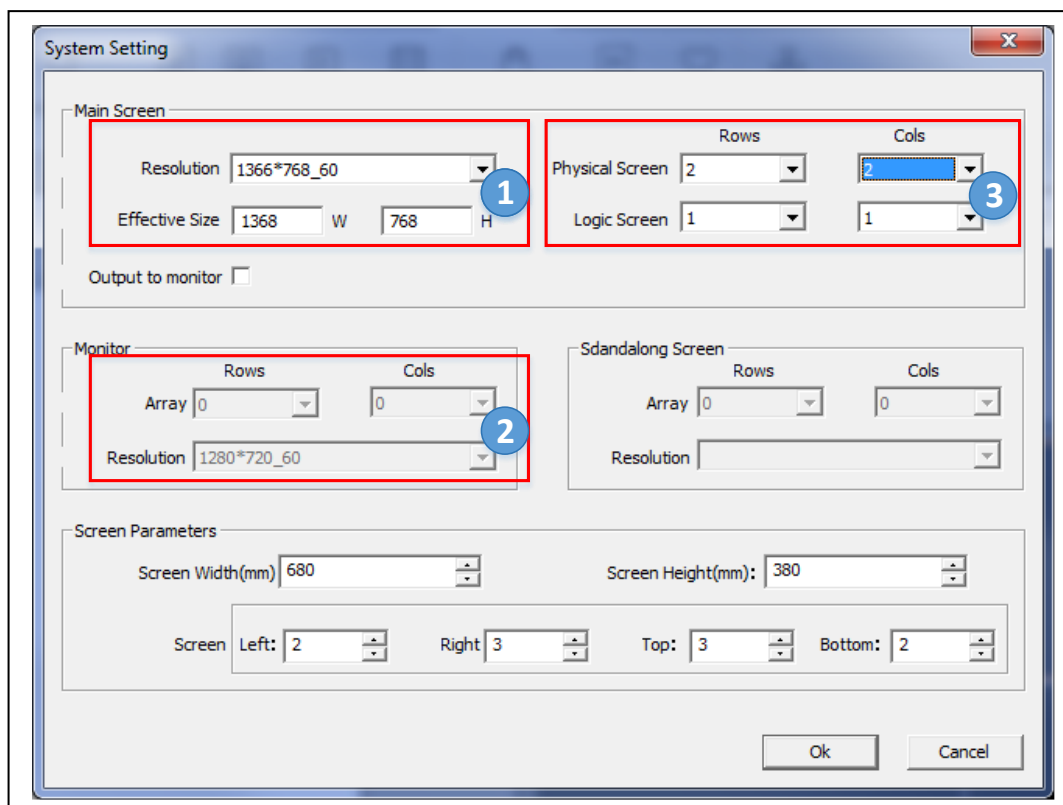 System Setting
Main Screen
Rows Cols
Resolution 1366*768_60
1
Physical Screen 2 2
3
Effective Size 1368 W 768 H
Logic Screen 1 1
Output to monitor
Monitor
Rows Cols
Array 0 0
2
Resolution 1280*720_60
Sdandalong Screen
Rows Cols
Array 0 0
Resolution
Screen Parameters
Screen Width(mm) 680 Screen Height(mm): 380
Screen Left: 2 Right 3 Top: 3 Bottom: 2
Ok Cancel